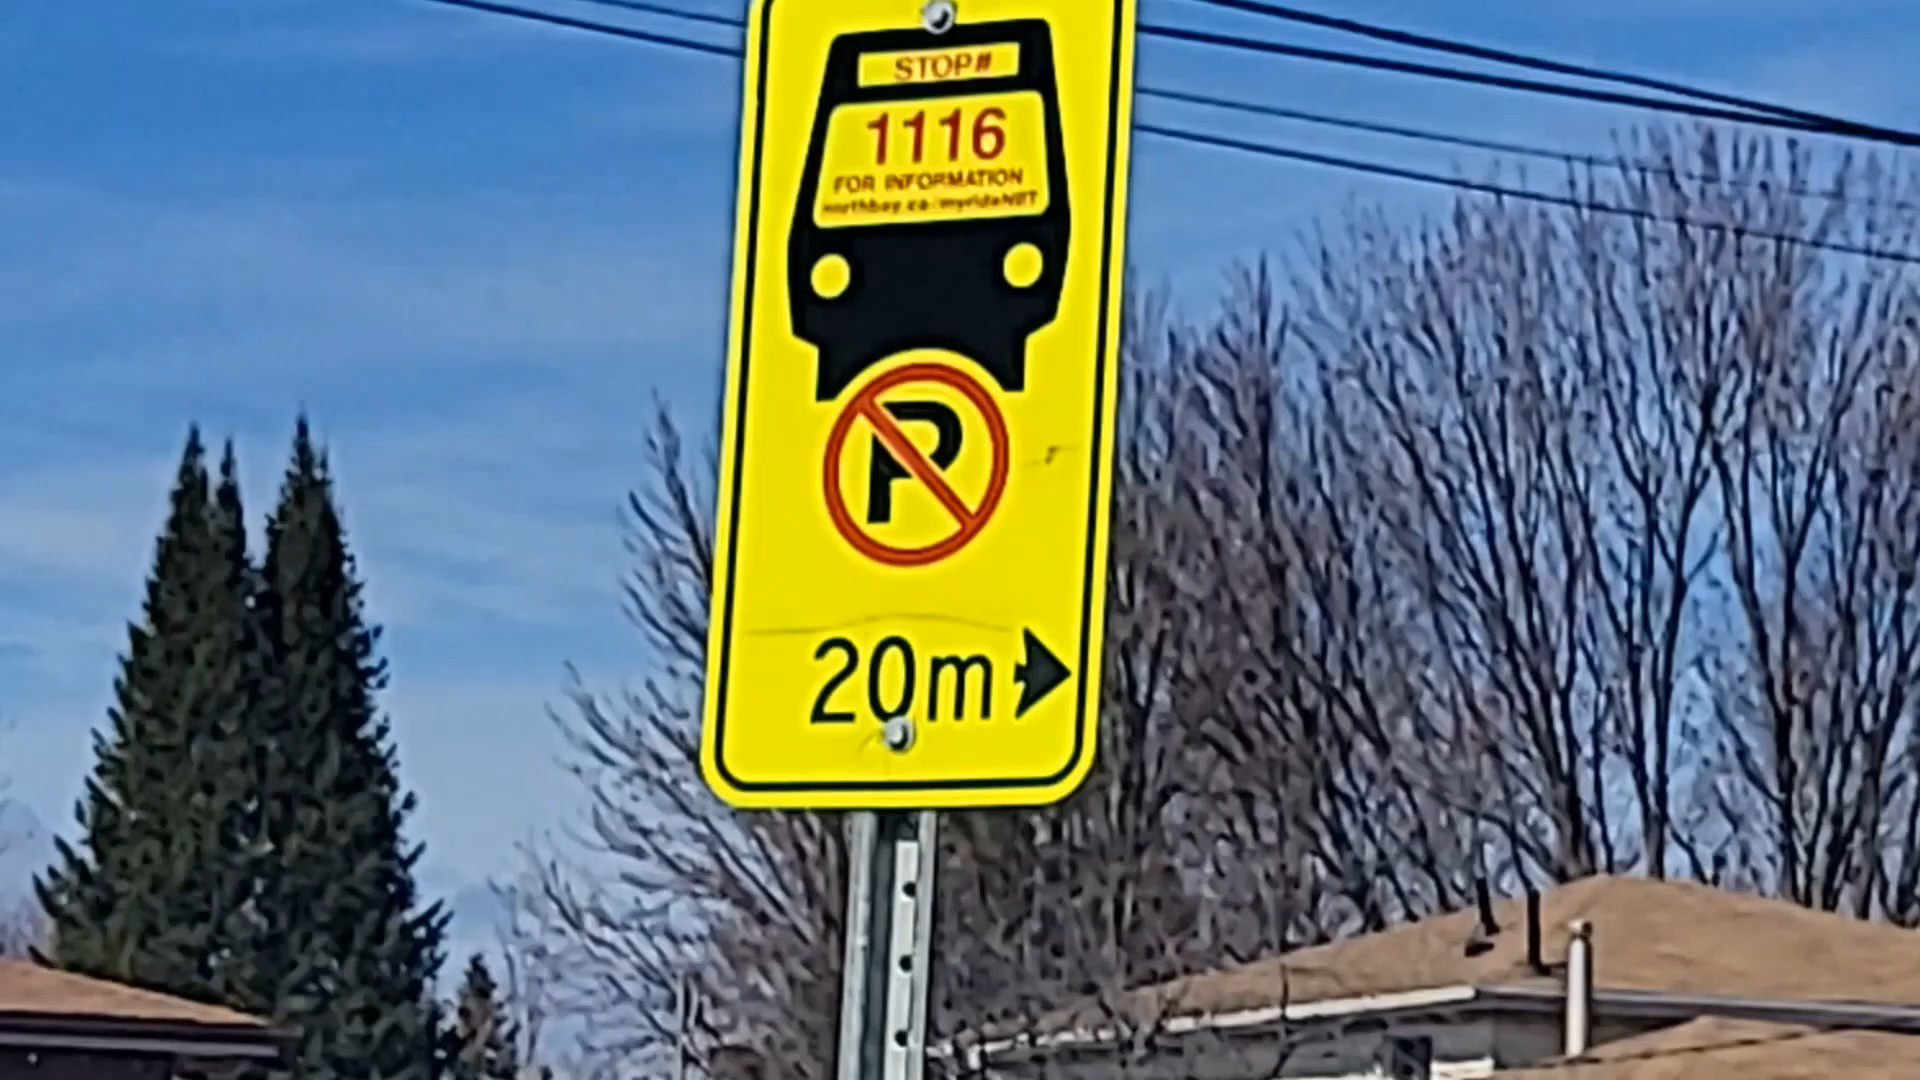 STOP#
1116
FOR INFORMATION
northbay.ca/myrideNBT
P
20m